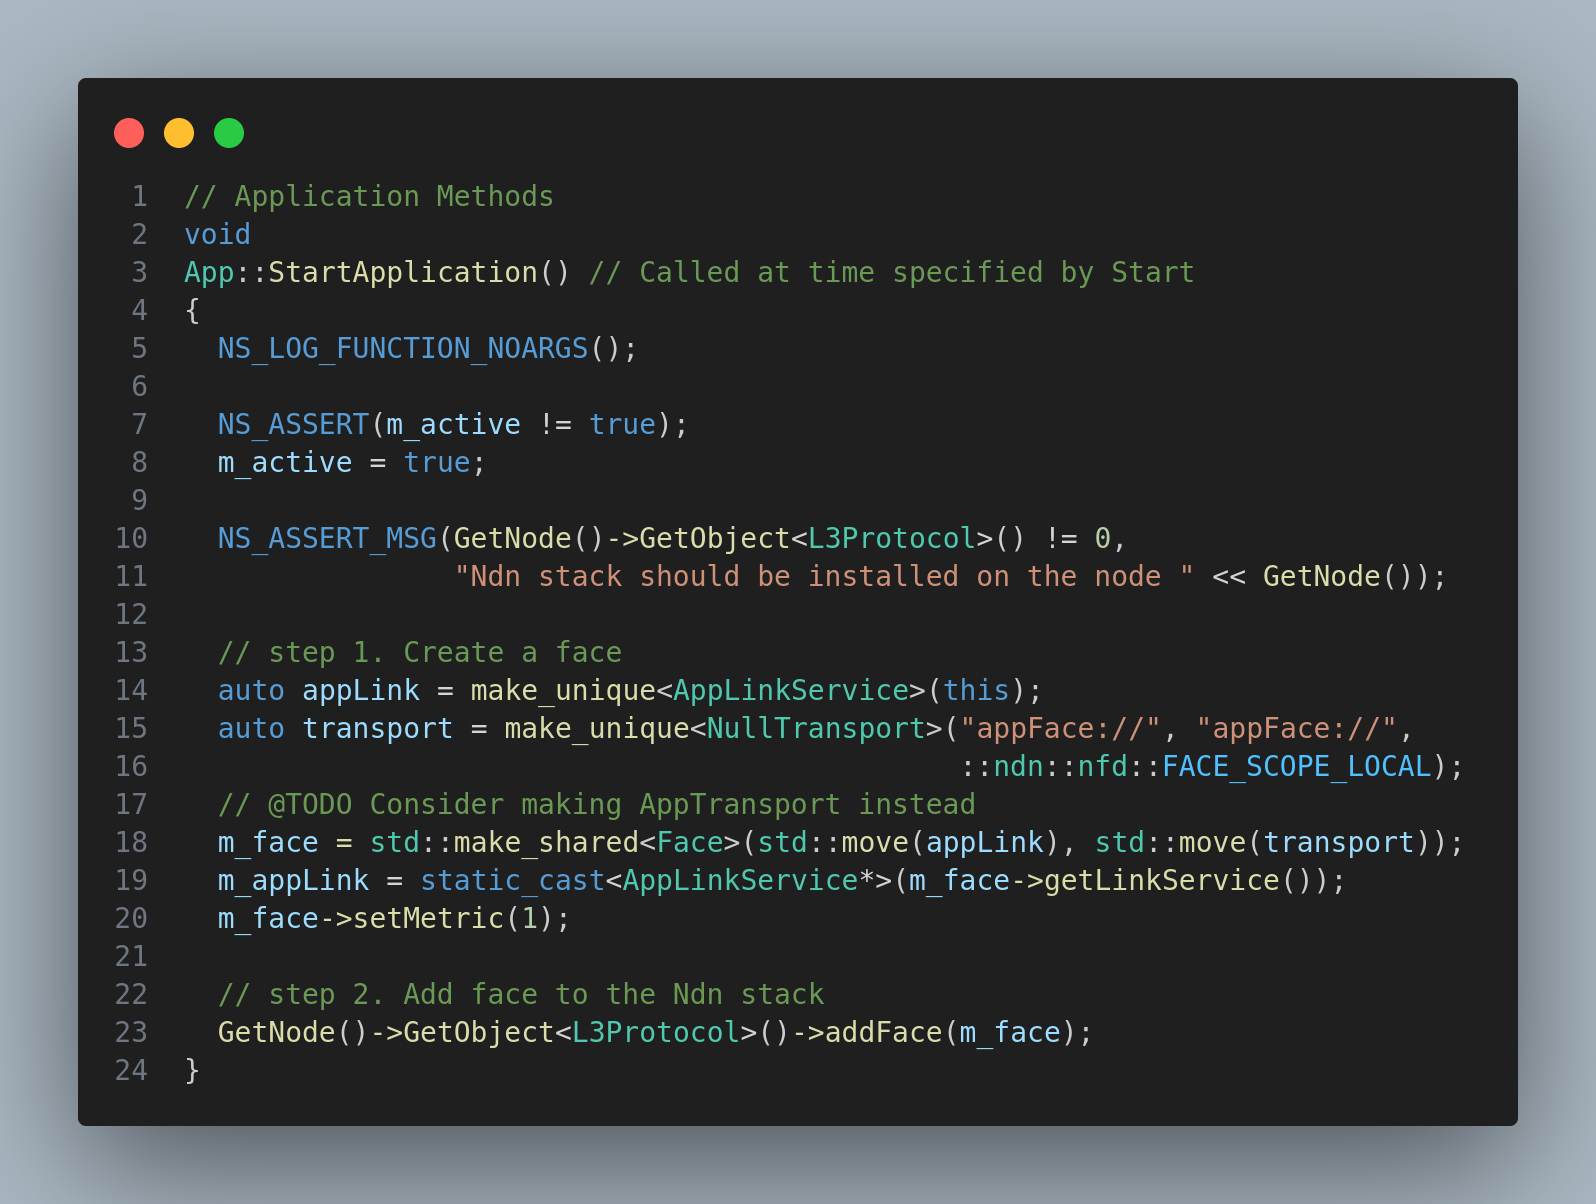 1 // Application Methods
2 void
3 App::StartApplication() // Called at time specified by Start
4 {
5   NS_LOG_FUNCTION_NOARGS();
6
7   NS_ASSERT(m_active != true);
8   m_active = true;
9
10   NS_ASSERT_MSG(GetNode()->GetObject<L3Protocol>() != 0,
11                 "Ndn stack should be installed on the node " << GetNode());
12
13   // step 1. Create a face
14   auto appLink = make_unique<AppLinkService>(this);
15   auto transport = make_unique<NullTransport>("appFace://", "appFace://",
16                                               ::ndn::nfd::FACE_SCOPE_LOCAL);
17   // @TODO Consider making AppTransport instead
18   m_face = std::make_shared<Face>(std::move(appLink), std::move(transport));
19   m_appLink = static_cast<AppLinkService*>(m_face->getLinkService());
20   m_face->setMetric(1);
21
22   // step 2. Add face to the Ndn stack
23   GetNode()->GetObject<L3Protocol>()->addFace(m_face);
24 }